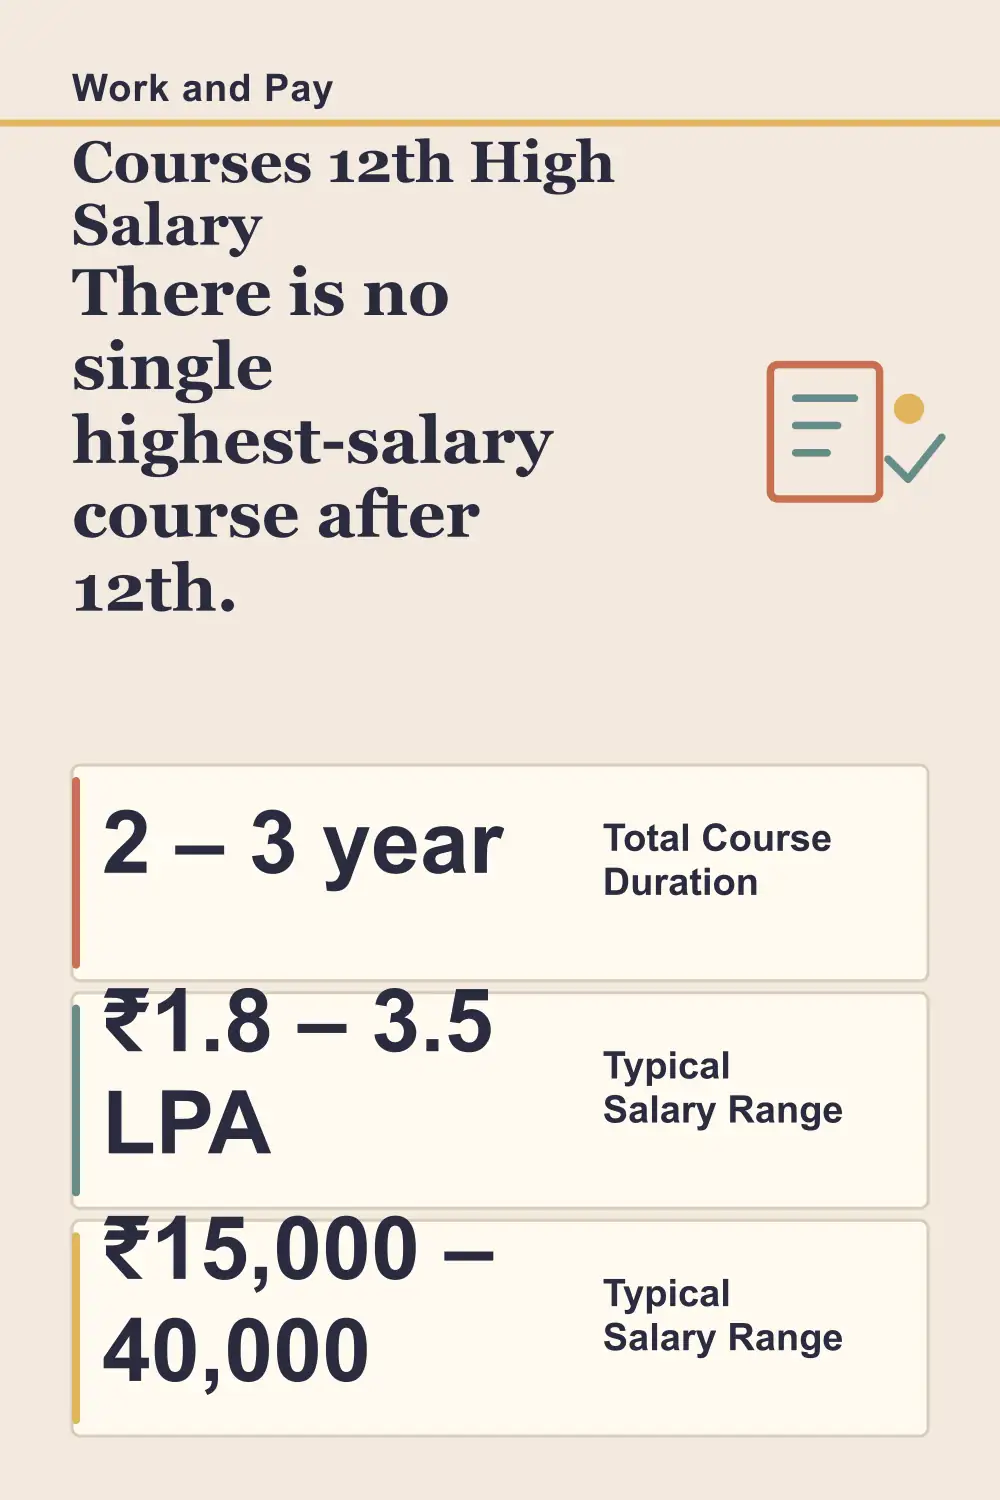 Work and Pay
Courses 12th High
Salary
There is no
single
highest-salary
course after
12th.
2 – 3 year
Total Course
Duration
₹1.8 – 3.5
LPA
Typical
Salary Range
₹15,000 –
40,000
Typical
Salary Range